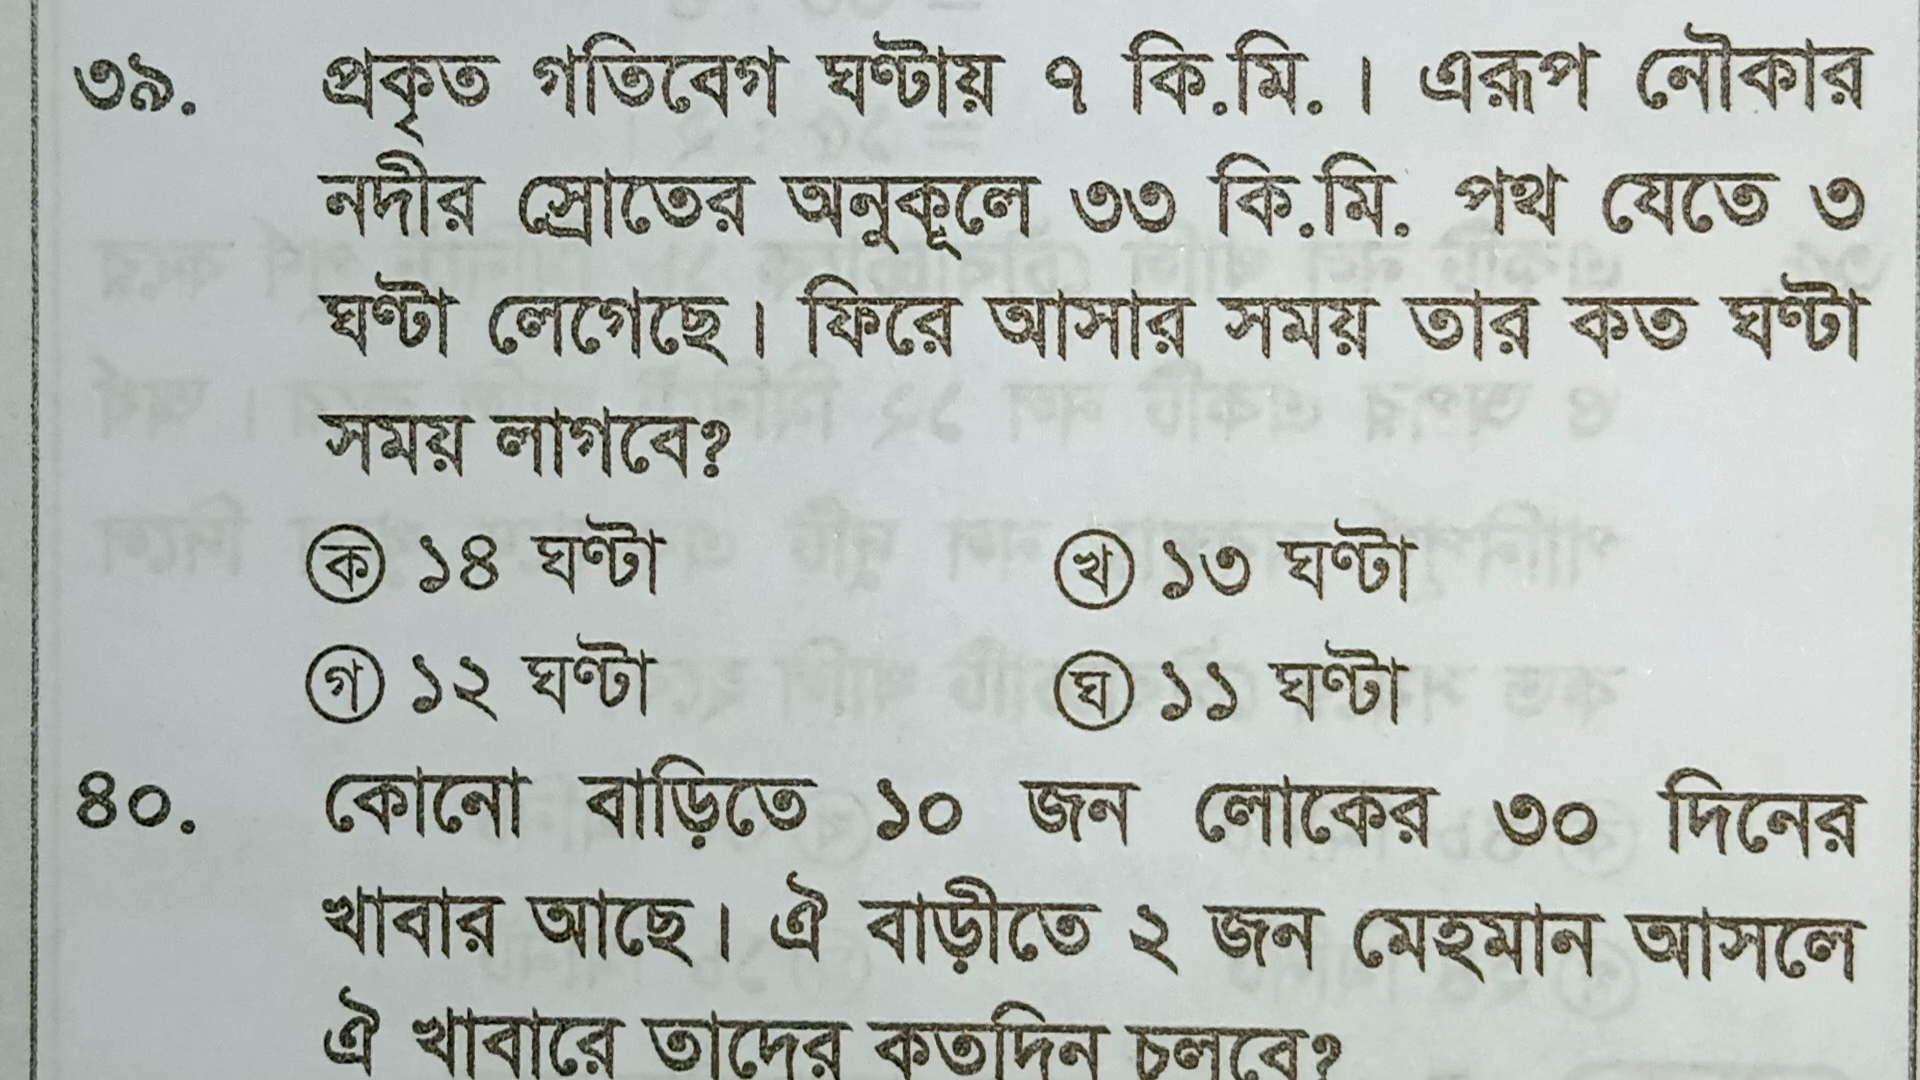 ৩৯. প্রকৃত গতিবেগ ঘণ্টায় ৭ কি.মি.। এরূপ নৌকার
নদীর স্রোতের অনুকূলে ৩৩ কি.মি. পথ যেতে ৩
ঘণ্টা লেগেছে। ফিরে আসার সময় তার কত ঘণ্টা
সময় লাগবে?
ক ১৪ ঘণ্টা খ ১৩ ঘণ্টা
গ ১২ ঘণ্টা ঘ ১১ ঘণ্টা
৪০. কোনো বাড়িতে ১০ জন লোকের ৩০ দিনের
খাবার আছে। ঐ বাড়ীতে ২ জন মেহমান আসলে
ঐ খাবারে তাদের কতদিন চলবে?